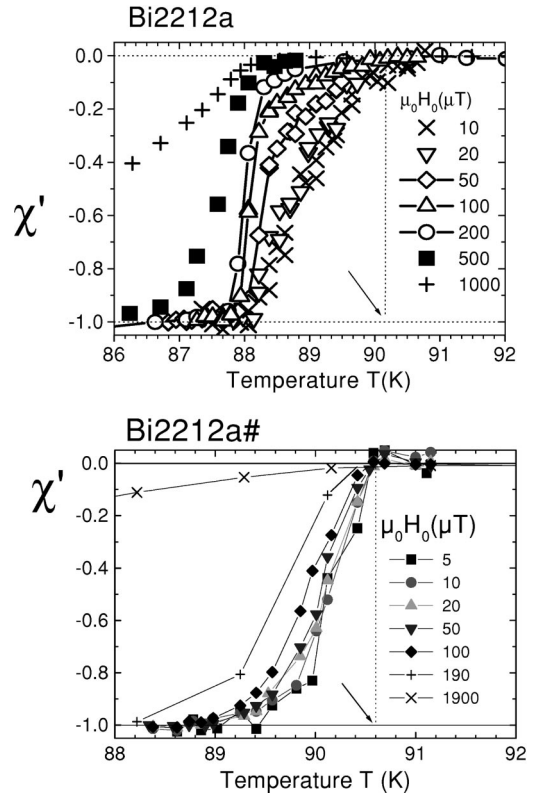 Bi2212a
0.0
-0.2
-0.4
-0.6
-0.8
-1.0
χ'
μ₀H₀(μT)
10
20
50
100
200
500
1000
86 87 88 89 90 91 92
Temperature T(K)
Bi2212a#
0.0
-0.2
-0.4
-0.6
-0.8
-1.0
χ'
μ₀H₀(μT)
5
10
20
50
100
190
1900
88 89 90 91 92
Temperature T (K)